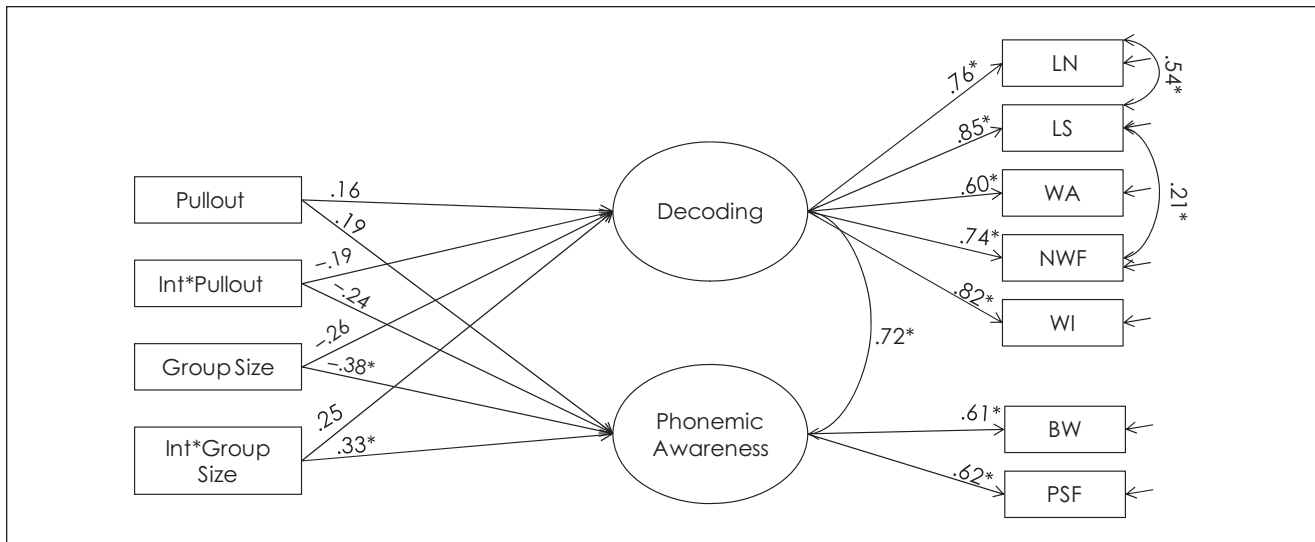 Pullout
Int*Pullout
Group Size
Int*Group
Size
.16
.19
−.19
−.24
−.26
−.38*
.25
.33*
Decoding
Phonemic
Awareness
.72*
.76*
.85*
.60*
.74*
.82*
.61*
.62*
LN
LS
WA
NWF
WI
BW
PSF
.54*
.21*